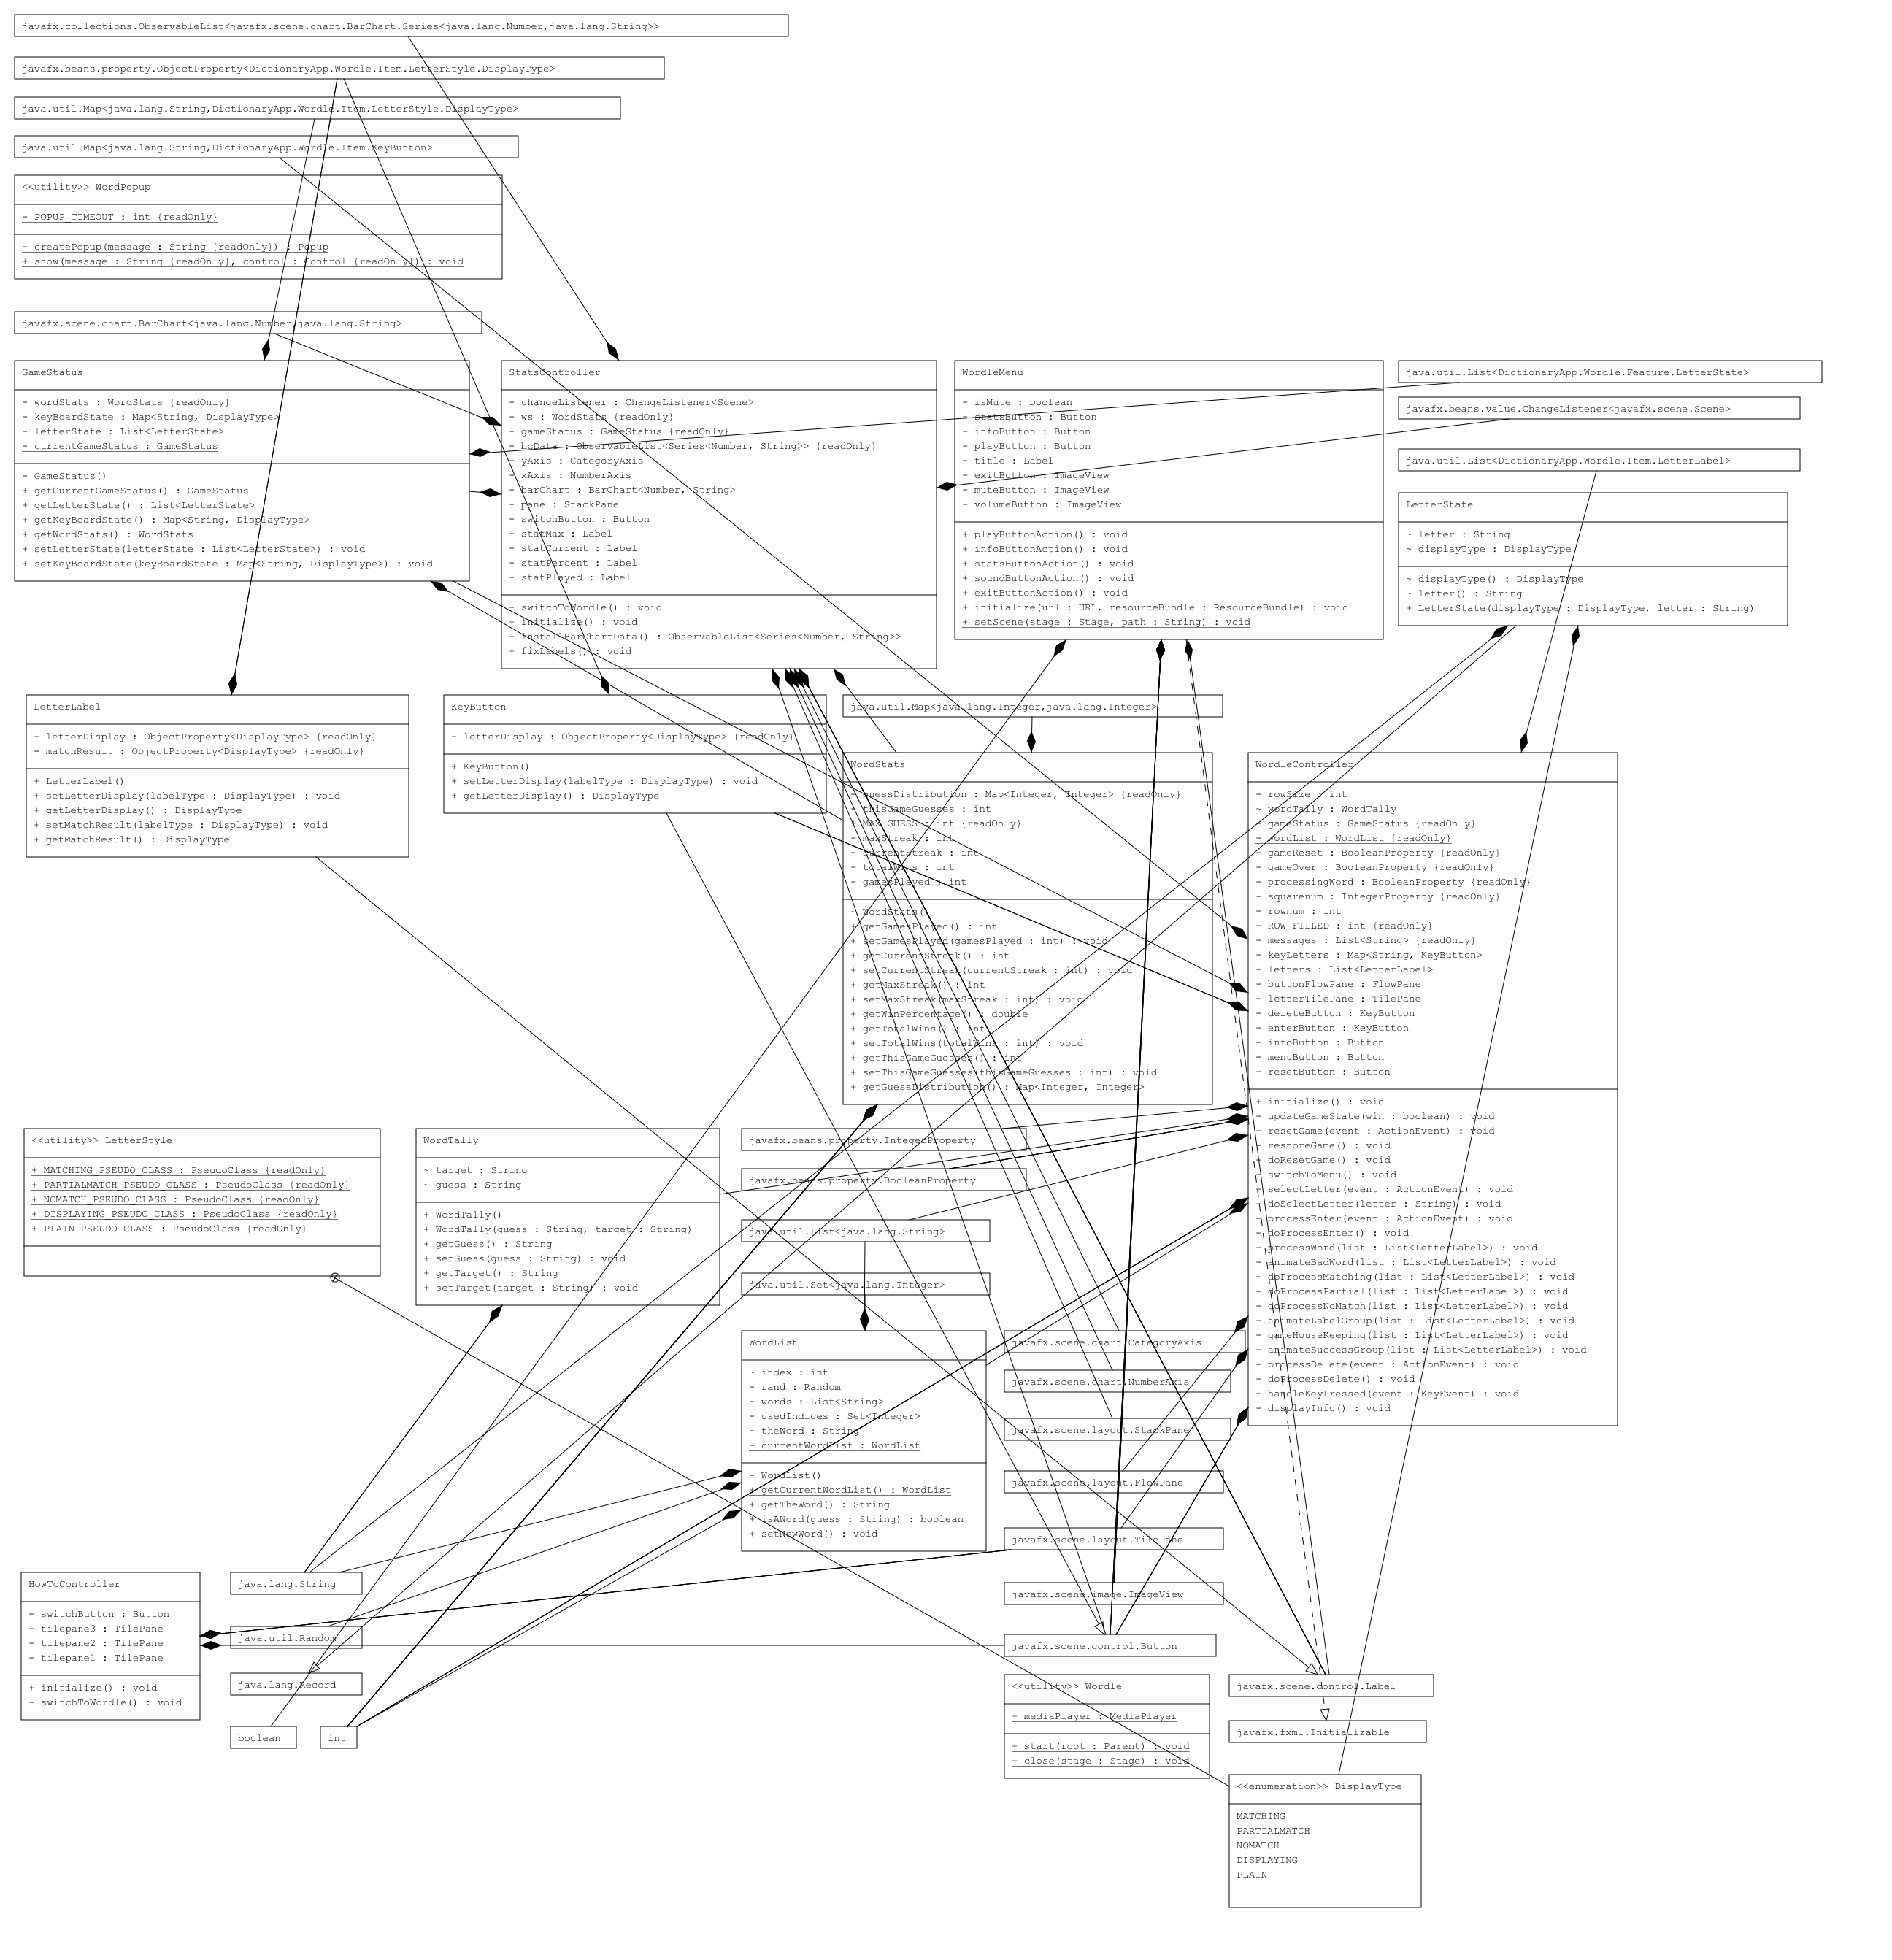 javafx.collections.ObservableList<javafx.scene.chart.BarChart.Series<java.lang.Number,java.lang.String>>
javafx.beans.property.ObjectProperty<DictionaryApp.Wordle.Item.LetterStyle.DisplayType>
java.util.Map<java.lang.String,DictionaryApp.Wordle.Item.LetterStyle.DisplayType>
java.util.Map<java.lang.String,DictionaryApp.Wordle.Item.KeyButton>
<<utility>> WordPopup
- POPUP_TIMEOUT : int {readOnly}
- createPopup(message : String {readOnly}) : Popup
+ show(message : String {readOnly}, control : Control {readOnly}) : void
javafx.scene.chart.BarChart<java.lang.Number,java.lang.String>
GameStatus
- wordStats : WordStats {readOnly}
- keyBoardState : Map<String, DisplayType>
- letterState : List<LetterState>
- currentGameStatus : GameStatus
- GameStatus()
+ getCurrentGameStatus() : GameStatus
+ getLetterState() : List<LetterState>
+ getKeyBoardState() : Map<String, DisplayType>
+ getWordStats() : WordStats
+ setLetterState(letterState : List<LetterState>) : void
+ setKeyBoardState(keyBoardState : Map<String, DisplayType>) : void
StatsController
- changeListener : ChangeListener<Scene>
- ws : WordStats {readOnly}
- gameStatus : GameStatus {readOnly}
- bcData : ObservableList<Series<Number, String>> {readOnly}
- yAxis : CategoryAxis
- xAxis : NumberAxis
- barChart : BarChart<Number, String>
- pane : StackPane
- switchButton : Button
- statMax : Label
- statCurrent : Label
- statPercent : Label
- statPlayed : Label
- switchToWordle() : void
+ initialize() : void
- installBarChartData() : ObservableList<Series<Number, String>>
+ fixLabels() : void
WordleMenu
- isMute : boolean
- statsButton : Button
- infoButton : Button
- playButton : Button
- title : Label
- exitButton : ImageView
- muteButton : ImageView
- volumeButton : ImageView
+ playButtonAction() : void
+ infoButtonAction() : void
+ statsButtonAction() : void
+ soundButtonAction() : void
+ exitButtonAction() : void
+ initialize(url : URL, resourceBundle : ResourceBundle) : void
+ setScene(stage : Stage, path : String) : void
java.util.List<DictionaryApp.Wordle.Feature.LetterState>
javafx.beans.value.ChangeListener<javafx.scene.Scene>
java.util.List<DictionaryApp.Wordle.Item.LetterLabel>
LetterState
~ letter : String
~ displayType : DisplayType
~ displayType() : DisplayType
~ letter() : String
+ LetterState(displayType : DisplayType, letter : String)
LetterLabel
- letterDisplay : ObjectProperty<DisplayType> {readOnly}
- matchResult : ObjectProperty<DisplayType> {readOnly}
+ LetterLabel()
+ setLetterDisplay(labelType : DisplayType) : void
+ getLetterDisplay() : DisplayType
+ setMatchResult(labelType : DisplayType) : void
+ getMatchResult() : DisplayType
KeyButton
- letterDisplay : ObjectProperty<DisplayType> {readOnly}
+ KeyButton()
+ setLetterDisplay(labelType : DisplayType) : void
+ getLetterDisplay() : DisplayType
java.util.Map<java.lang.Integer,java.lang.Integer>
WordStats
- guessDistribution : Map<Integer, Integer> {readOnly}
- thisGameGuesses : int
+ MAX_GUESS : int {readOnly}
- maxStreak : int
- currentStreak : int
- totalWins : int
- gamesPlayed : int
~ WordStats()
+ getGamesPlayed() : int
+ setGamesPlayed(gamesPlayed : int) : void
+ getCurrentStreak() : int
+ setCurrentStreak(currentStreak : int) : void
+ getMaxStreak() : int
+ setMaxStreak(maxStreak : int) : void
+ getWinPercentage() : double
+ getTotalWins() : int
+ setTotalWins(totalWins : int) : void
+ getThisGameGuesses() : int
+ setThisGameGuesses(thisGameGuesses : int) : void
+ getGuessDistribution() : Map<Integer, Integer>
WordleController
- rowSize : int
~ wordTally : WordTally
- gameStatus : GameStatus {readOnly}
- wordList : WordList {readOnly}
- gameReset : BooleanProperty {readOnly}
- gameOver : BooleanProperty {readOnly}
- processingWord : BooleanProperty {readOnly}
- squarenum : IntegerProperty {readOnly}
- rownum : int
- ROW_FILLED : int {readOnly}
- messages : List<String> {readOnly}
- keyLetters : Map<String, KeyButton>
- letters : List<LetterLabel>
- buttonFlowPane : FlowPane
- letterTilePane : TilePane
- deleteButton : KeyButton
- enterButton : KeyButton
- infoButton : Button
- menuButton : Button
- resetButton : Button
+ initialize() : void
- updateGameState(win : boolean) : void
- resetGame(event : ActionEvent) : void
- restoreGame() : void
- doResetGame() : void
- switchToMenu() : void
- selectLetter(event : ActionEvent) : void
- doSelectLetter(letter : String) : void
- processEnter(event : ActionEvent) : void
- doProcessEnter() : void
- processWord(list : List<LetterLabel>) : void
- animateBadWord(list : List<LetterLabel>) : void
- doProcessMatching(list : List<LetterLabel>) : void
- doProcessPartial(list : List<LetterLabel>) : void
- doProcessNoMatch(list : List<LetterLabel>) : void
- animateLabelGroup(list : List<LetterLabel>) : void
- gameHouseKeeping(list : List<LetterLabel>) : void
- animateSuccessGroup(list : List<LetterLabel>) : void
- processDelete(event : ActionEvent) : void
- doProcessDelete() : void
- handleKeyPressed(event : KeyEvent) : void
- displayInfo() : void
<<utility>> LetterStyle
+ MATCHING_PSEUDO_CLASS : PseudoClass {readOnly}
+ PARTIALMATCH_PSEUDO_CLASS : PseudoClass {readOnly}
+ NOMATCH_PSEUDO_CLASS : PseudoClass {readOnly}
+ DISPLAYING_PSEUDO_CLASS : PseudoClass {readOnly}
+ PLAIN_PSEUDO_CLASS : PseudoClass {readOnly}
WordTally
~ target : String
~ guess : String
+ WordTally()
+ WordTally(guess : String, target : String)
+ getGuess() : String
+ setGuess(guess : String) : void
+ getTarget() : String
+ setTarget(target : String) : void
javafx.beans.property.IntegerProperty
javafx.beans.property.BooleanProperty
java.util.List<java.lang.String>
java.util.Set<java.lang.Integer>
WordList
~ index : int
- rand : Random
- words : List<String>
- usedIndices : Set<Integer>
- theWord : String
- currentWordList : WordList
- WordList()
+ getCurrentWordList() : WordList
+ getTheWord() : String
+ isAWord(guess : String) : boolean
+ setNewWord() : void
javafx.scene.chart.CategoryAxis
javafx.scene.chart.NumberAxis
javafx.scene.layout.StackPane
javafx.scene.layout.FlowPane
javafx.scene.layout.TilePane
javafx.scene.image.ImageView
javafx.scene.control.Button
HowToController
- switchButton : Button
- tilepane3 : TilePane
- tilepane2 : TilePane
- tilepane1 : TilePane
+ initialize() : void
- switchToWordle() : void
java.lang.String
java.util.Random
java.lang.Record
boolean
int
<<utility>> Wordle
+ mediaPlayer : MediaPlayer
+ start(root : Parent) : void
+ close(stage : Stage) : void
javafx.scene.control.Label
javafx.fxml.Initializable
<<enumeration>> DisplayType
MATCHING
PARTIALMATCH
NOMATCH
DISPLAYING
PLAIN